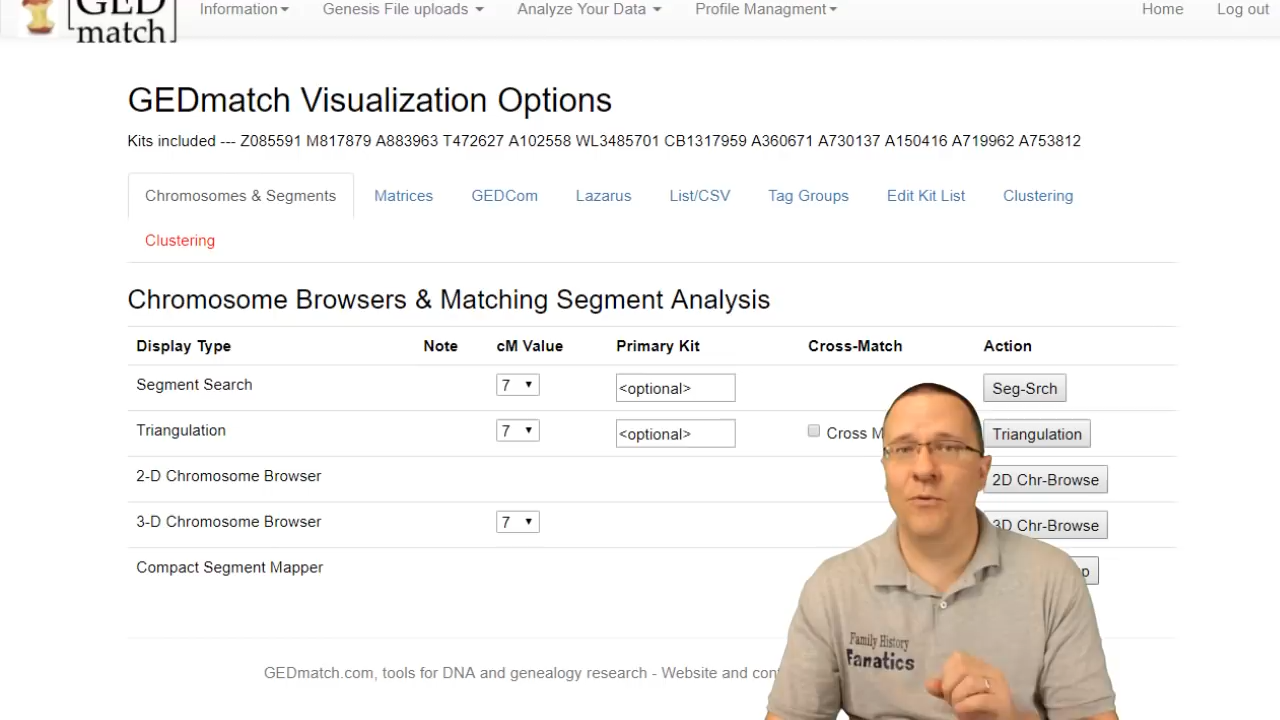 GED
match
Information
Genesis File uploads
Analyze Your Data
Profile Managment
Home
Log out
GEDmatch Visualization Options
Kits included --- Z085591 M817879 A883963 T472627 A102558 WL3485701 CB1317959 A360671 A730137 A150416 A719962 A753812
Chromosomes & Segments
Matrices
GEDCom
Lazarus
List/CSV
Tag Groups
Edit Kit List
Clustering
Clustering
Chromosome Browsers & Matching Segment Analysis
Display Type Note cM Value Primary Kit Cross-Match Action
Segment Search 7 <optional> Seg-Srch
Triangulation 7 <optional> Cross Triangulation
2-D Chromosome Browser 2D Chr-Browse
3-D Chromosome Browser 7 3D Chr-Browse
Compact Segment Mapper
GEDmatch.com, tools for DNA and genealogy research - Website and
Family History
Fanatics